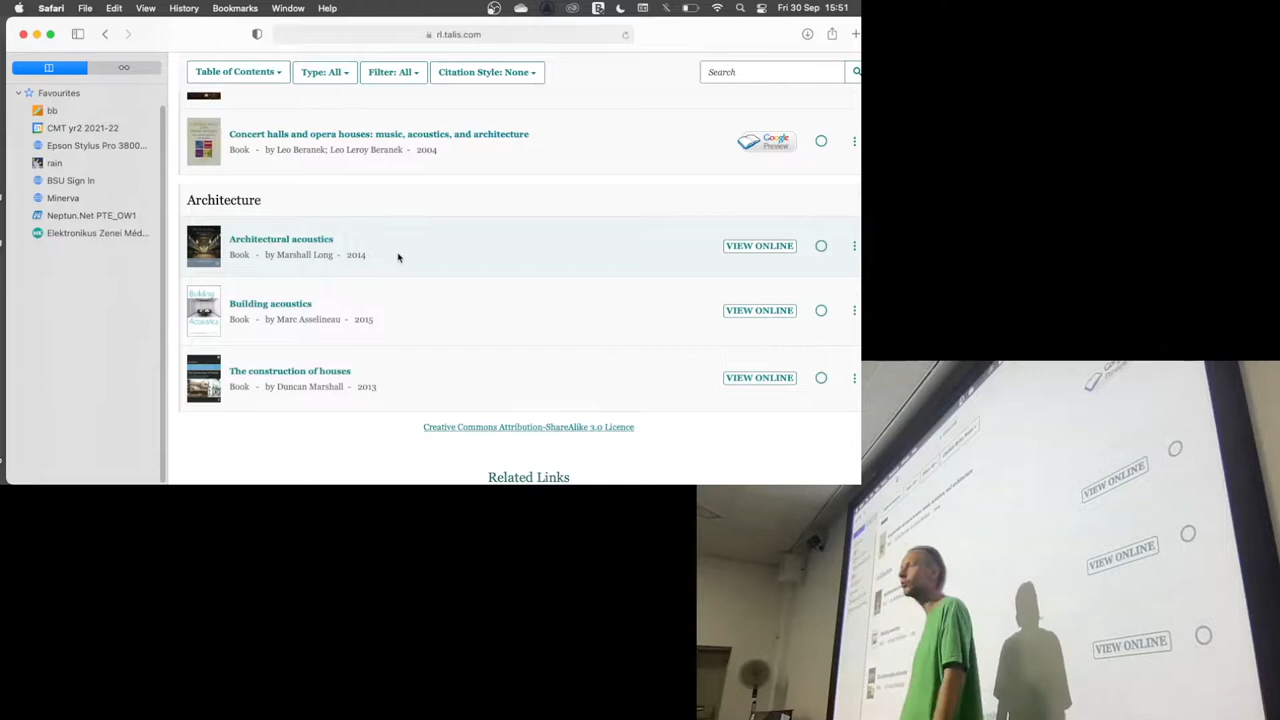 Safari File Edit View History Bookmarks Window Help Fri 30 Sep 15:51
rl.talis.com
Table of Contents Type: All Filter: All Citation Style: None Search
Favourites
bb
CMT yr2 2021-22
Epson Stylus Pro 3800...
rain
BSU Sign In
Minerva
Neptun.Net PTE_OW1
Elektronikus Zenei Méd...
Concert halls and opera houses: music, acoustics, and architecture
Book - by Leo Beranek; Leo Leroy Beranek - 2004
Google Preview
Architecture
Architectural acoustics
Book - by Marshall Long - 2014
VIEW ONLINE
Building acoustics
Book - by Marc Asselineau - 2015
VIEW ONLINE
The construction of houses
Book - by Duncan Marshall - 2013
VIEW ONLINE
Creative Commons Attribution-ShareAlike 3.0 Licence
Related Links
VIEW ONLINE
VIEW ONLINE
VIEW ONLINE